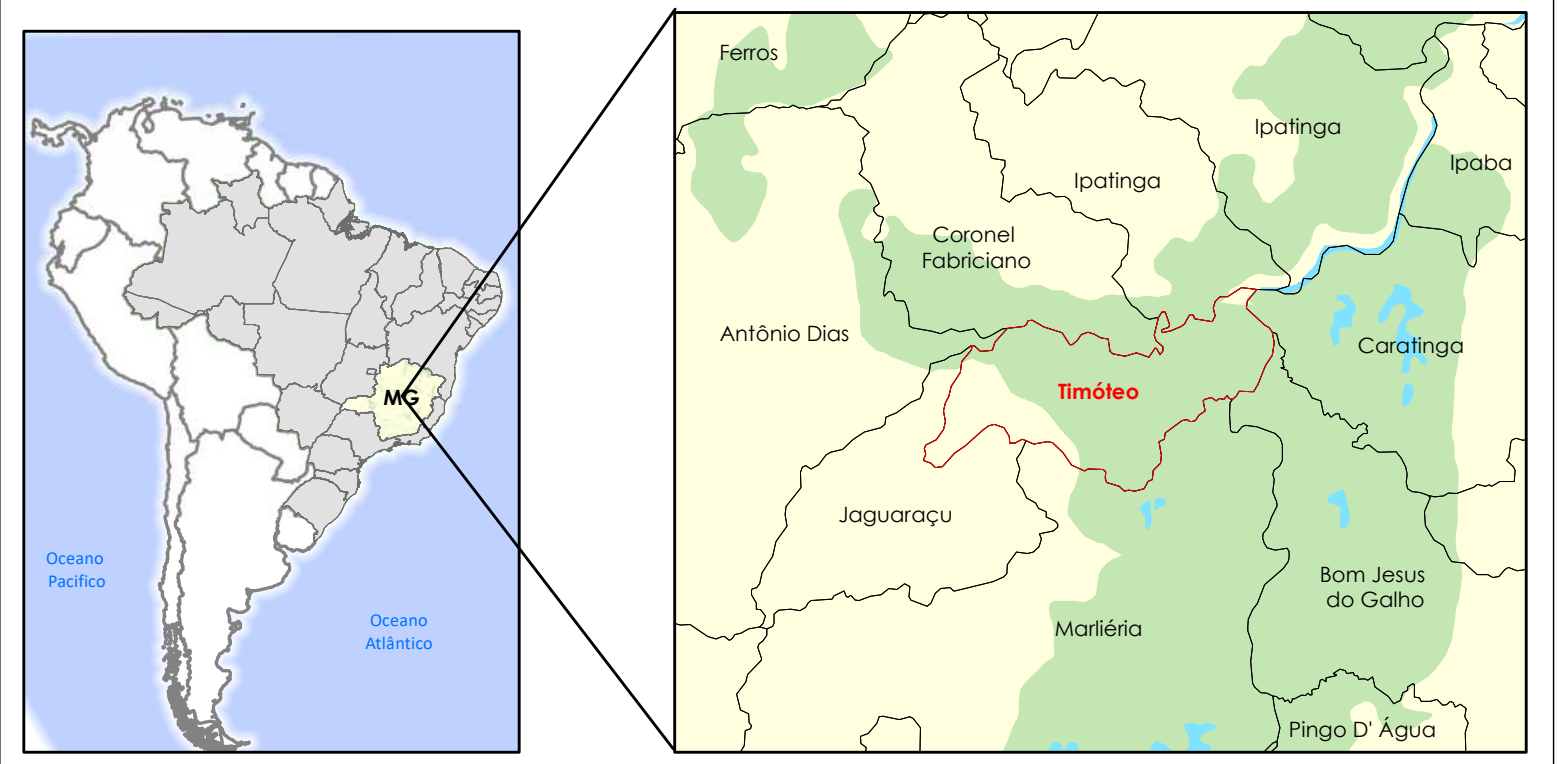 MG
Oceano
Pacifico
Oceano
Atlântico
Ferros
Ipatinga
Ipaba
Ipatinga
Coronel
Fabriciano
Antônio Dias
Caratinga
Timóteo
Jaguaraçu
Bom Jesus
do Galho
Marliéria
Pingo D' Água